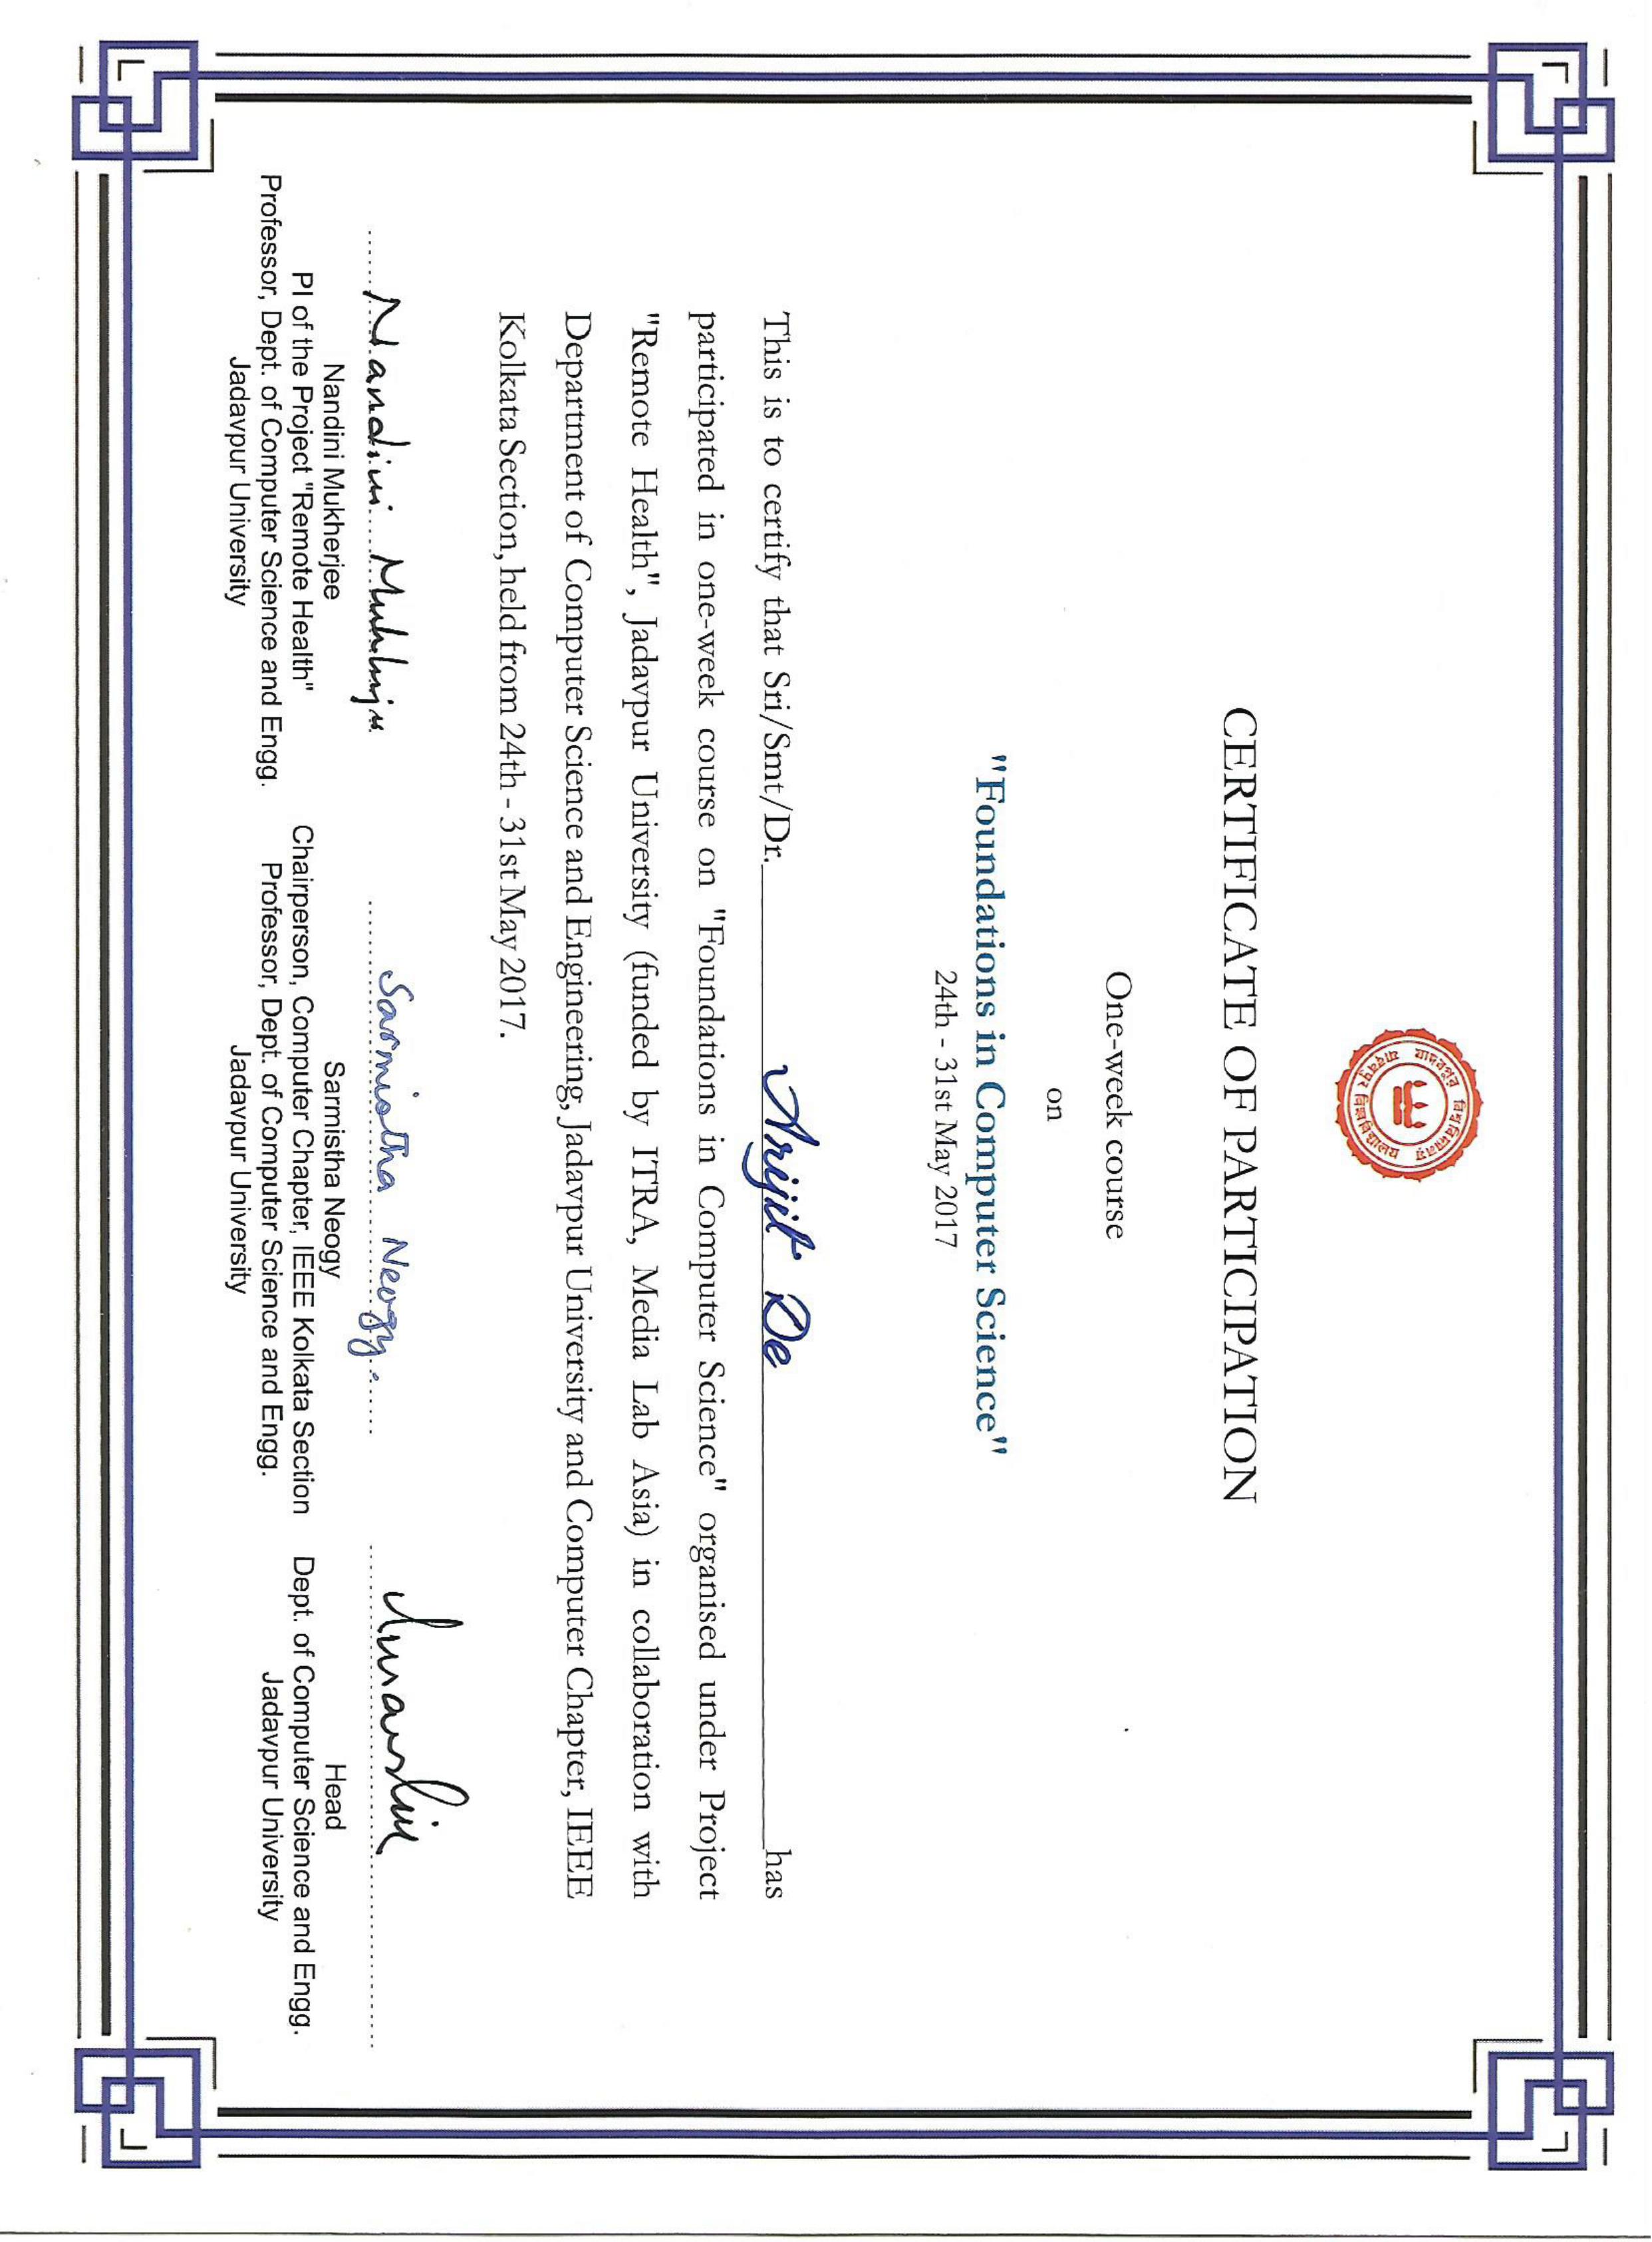 যাদবপুর বিশ্ববিদ্যালয়
यादवपुर विश्वविद्यालय
CERTIFICATE OF PARTICIPATION
One-week course
on
"Foundations in Computer Science"
24th - 31st May 2017
This is to certify that Sri/Smt/Dr. Arijit De has
participated in one-week course on "Foundations in Computer Science" organised under Project
"Remote Health", Jadavpur University (funded by ITRA, Media Lab Asia) in collaboration with
Department of Computer Science and Engineering, Jadavpur University and Computer Chapter, IEEE
Kolkata Section, held from 24th - 31st May 2017.
Nandini Mukherjee
Sarmistha Neogy.
Nandini Mukherjee
PI of the Project "Remote Health"
Professor, Dept. of Computer Science and Engg.
Jadavpur University
Sarmistha Neogy
Chairperson, Computer Chapter, IEEE Kolkata Section
Professor, Dept. of Computer Science and Engg.
Jadavpur University
Head
Dept. of Computer Science and Engg.
Jadavpur University